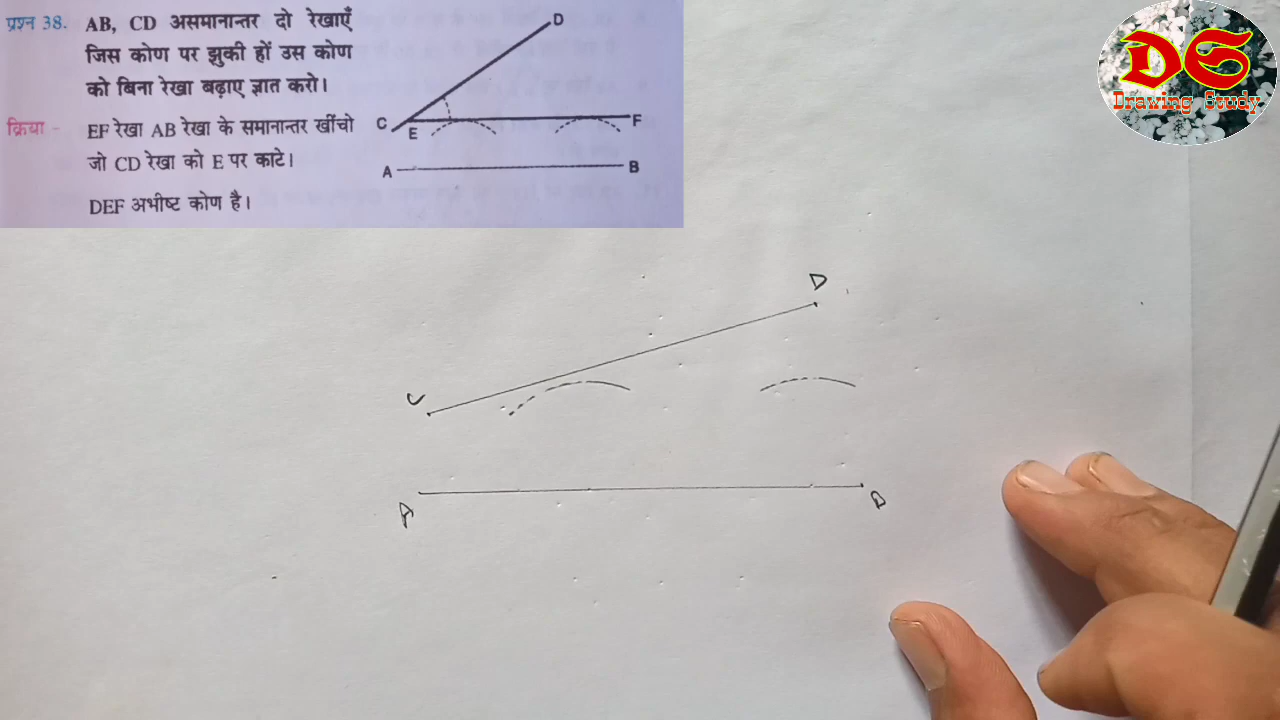 प्रश्न 38. AB, CD असमानान्तर दो रेखाएँ
जिस कोण पर झुकी हों उस कोण
को बिना रेखा बढ़ाए ज्ञात करो।
क्रिया - EF रेखा AB रेखा के समानान्तर खींचो
जो CD रेखा को E पर काटे।
DEF अभीष्ट कोण है।
D
C
E
F
A
B
DS
Drawing Study
D
C
A
B